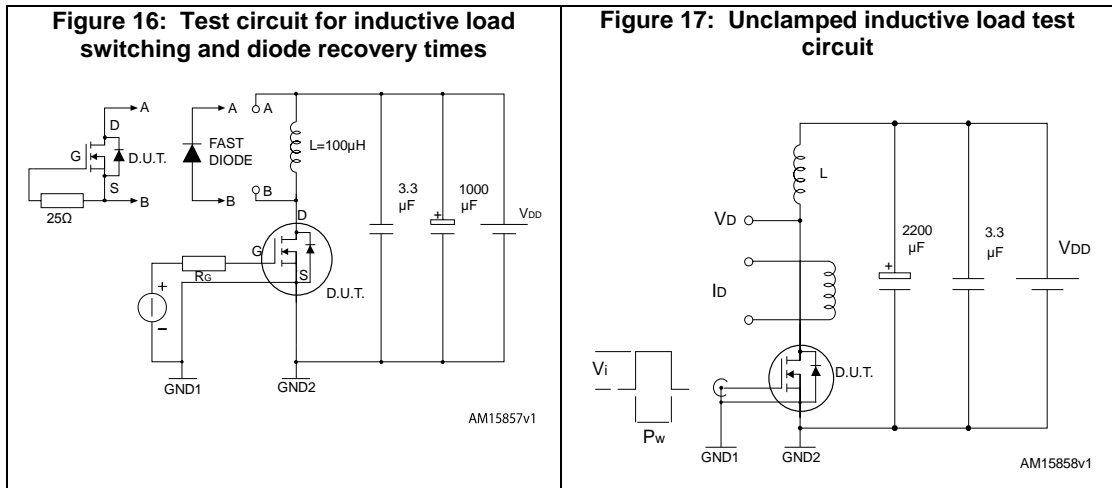 Figure 16: Test circuit for inductive load
switching and diode recovery times
A
D
G
D.U.T.
S
B
25Ω
A
FAST
DIODE
B
A
L=100µH
B
D
G
RG
S
D.U.T.
+
−
3.3
µF
1000
+ µF
VDD
GND1
GND2
AM15857v1
Figure 17: Unclamped inductive load test
circuit
L
VD
ID
2200
µF
+
3.3
µF
VDD
Vi
D.U.T.
Pw
GND1
GND2
AM15858v1